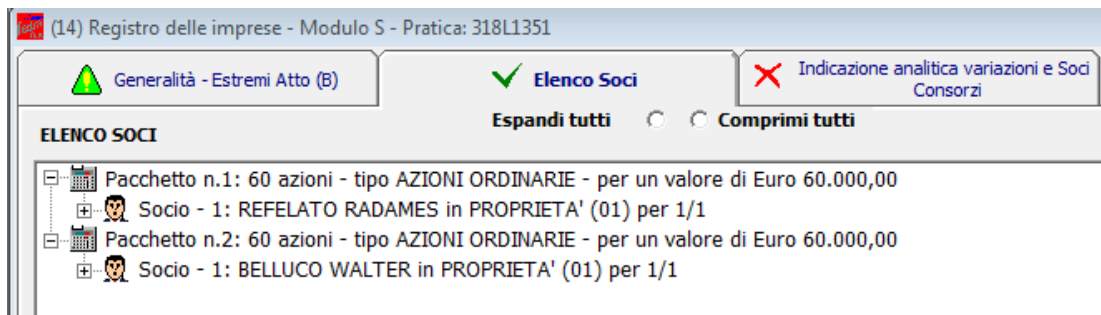 (14) Registro delle imprese - Modulo S - Pratica: 318L1351
Generalità - Estremi Atto (B)
Elenco Soci
Indicazione analitica variazioni e Soci
Consorzi
ELENCO SOCI
Espandi tutti
Comprimi tutti
Pacchetto n.1: 60 azioni - tipo AZIONI ORDINARIE - per un valore di Euro 60.000,00
Socio - 1: REFELATO RADAMES in PROPRIETA' (01) per 1/1
Pacchetto n.2: 60 azioni - tipo AZIONI ORDINARIE - per un valore di Euro 60.000,00
Socio - 1: BELLUCO WALTER in PROPRIETA' (01) per 1/1